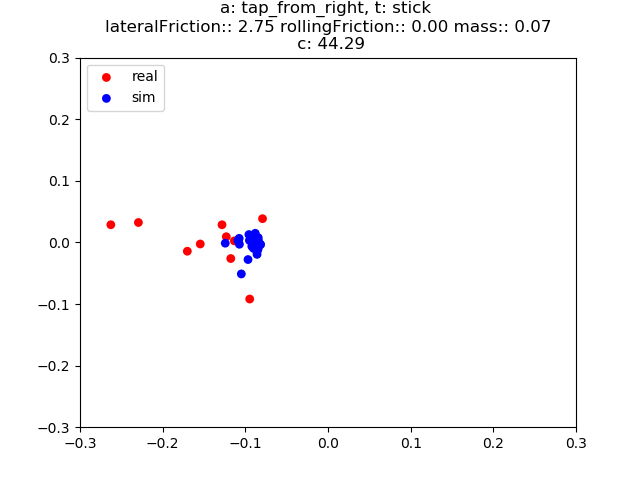 a: tap_from_right, t: stick
lateralFriction:: 2.75 rollingFriction:: 0.00 mass:: 0.07
c: 44.29
real
sim
0.3
0.2
0.1
0.0
−0.1
−0.2
−0.3
−0.3 −0.2 −0.1 0.0 0.1 0.2 0.3